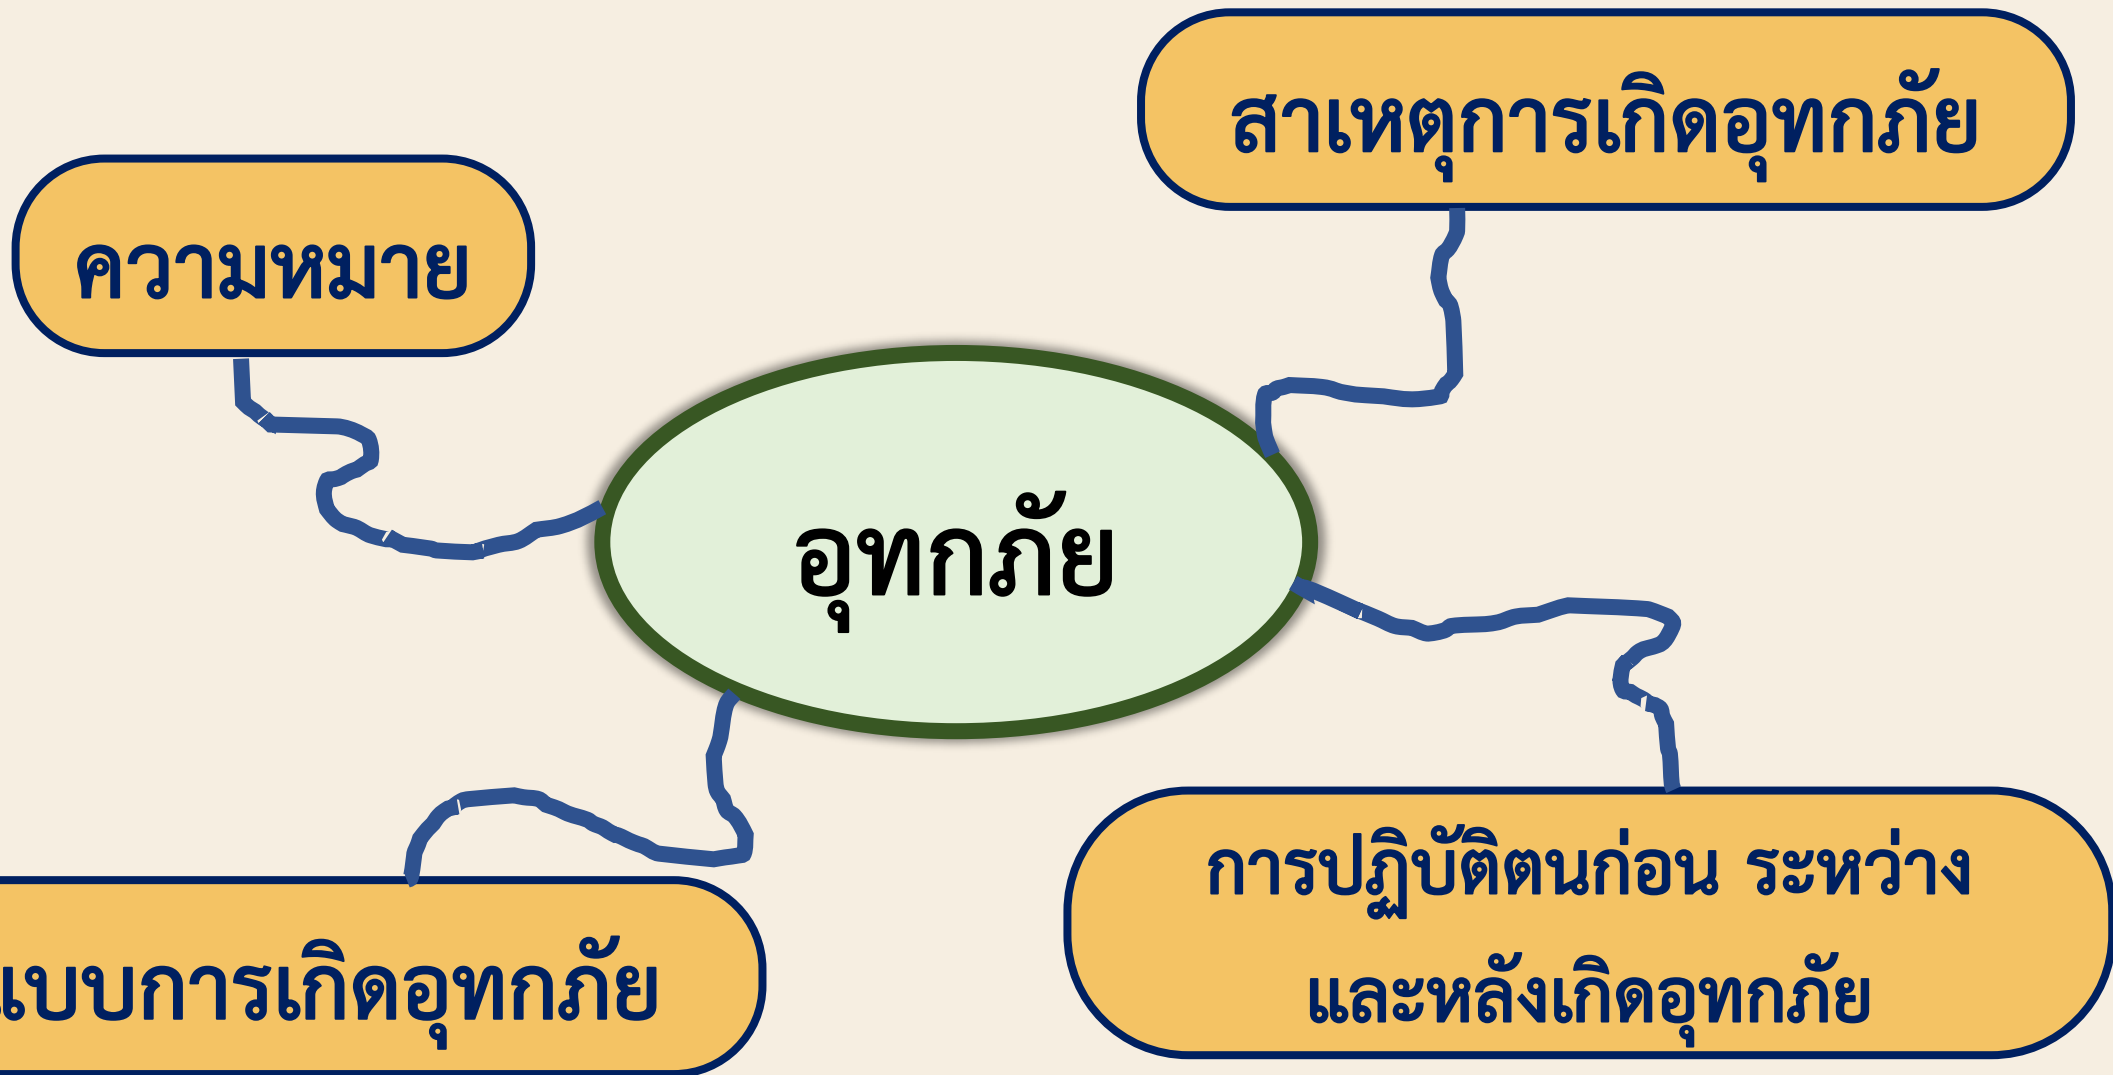 สาเหตุการเกิดอุทกภัย
ความหมาย
อุทกภัย
การปฏิบัติตนก่อน ระหว่าง
และหลังเกิดอุทกภัย
แบบการเกิดอุทกภัย